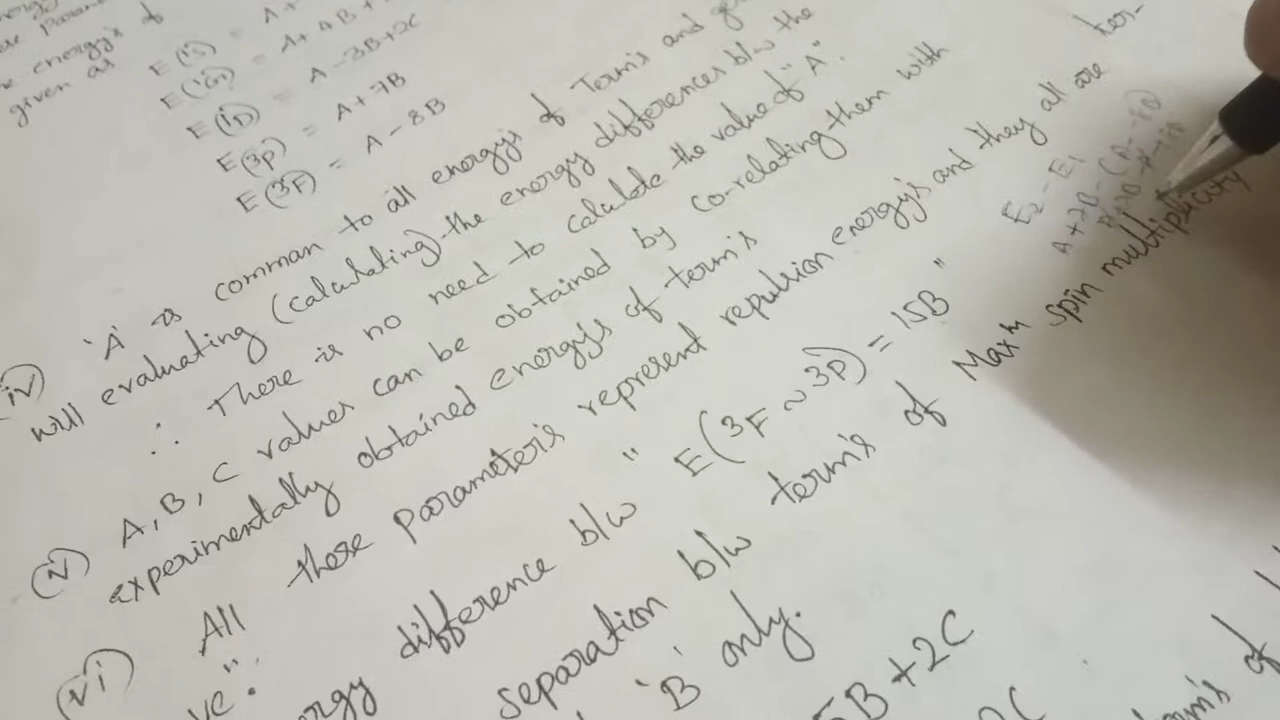 energy's of
given as
E(1S) = A+
E(1G) = A+4B+
E(1D) = A-3B+2C
E(3P) = A+7B
E(3F) = A-8B
iv) 'A' is comman to all energy's of Term's and
will evaluating (calculating) the energy differences b/w the
∴ There is no need to calculate the value of "A".
v) A, B, C values can be obtained by co-relating them with
experimentally obtained energy's of term's
vi) All these parameter's represent repulsion energy's and they all are
ve".
difference b/w " E(3F ~ 3P) = 15B "
E2-E1
A+7B-(A-
separation b/w term's of Maxm spin multiplicity
'B' only.
B+2C
of